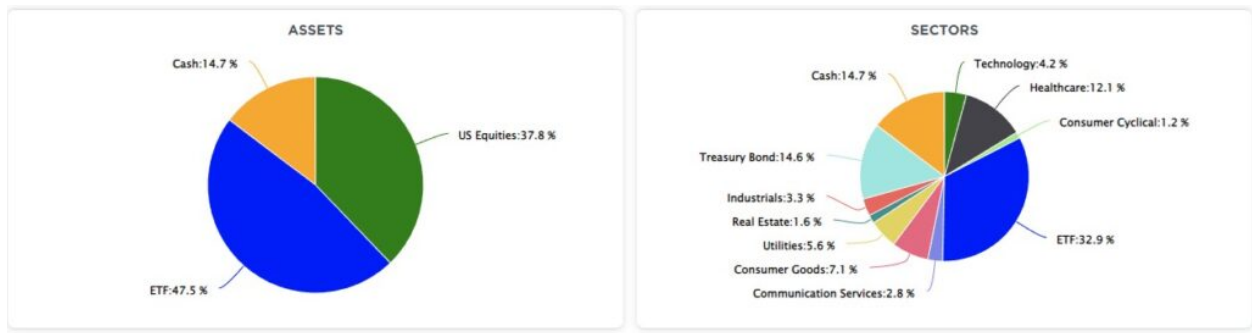 ASSETS
Cash:14.7 %
US Equities:37.8 %
ETF:47.5 %
SECTORS
Technology:4.2 %
Cash:14.7 %
Healthcare:12.1 %
Consumer Cyclical:1.2 %
Treasury Bond:14.6 %
Industrials:3.3 %
Real Estate:1.6 %
ETF:32.9 %
Utilities:5.6 %
Consumer Goods:7.1 %
Communication Services:2.8 %